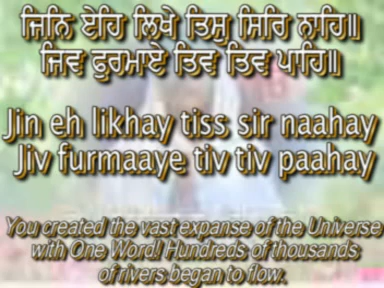 ਜਿਨਿ ਏਹਿ ਲਿਖੇ ਤਿਸੁ ਸਿਰਿ ਨਾਹਿ॥
ਜਿਵ ਫੁਰਮਾਏ ਤਿਵ ਤਿਵ ਪਾਹਿ॥
Jin eh likhay tiss sir naahay
Jiv furmaaye tiv tiv paahay
You created the vast expanse of the Universe
with One Word! Hundreds of thousands
of rivers began to flow.